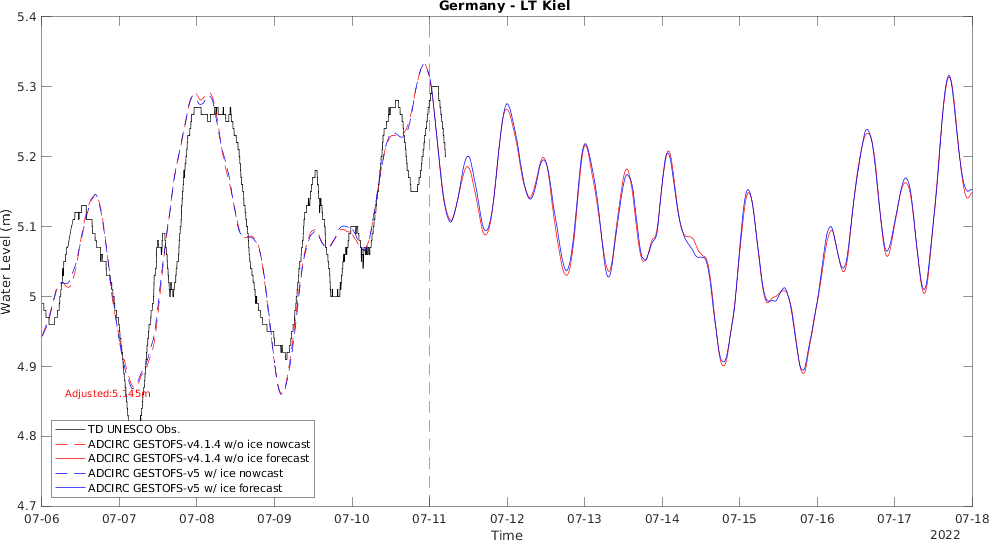 Germany - LT Kiel
5.4
5.3
5.2
5.1
5
4.9
4.8
4.7
Water Level (m)
Adjusted:5.145m
TD UNESCO Obs.
ADCIRC GESTOFS-v4.1.4 w/o ice nowcast
ADCIRC GESTOFS-v4.1.4 w/o ice forecast
ADCIRC GESTOFS-v5 w/ ice nowcast
ADCIRC GESTOFS-v5 w/ ice forecast
07-06 07-07 07-08 07-09 07-10 07-11 07-12 07-13 07-14 07-15 07-16 07-17 07-18
Time
2022